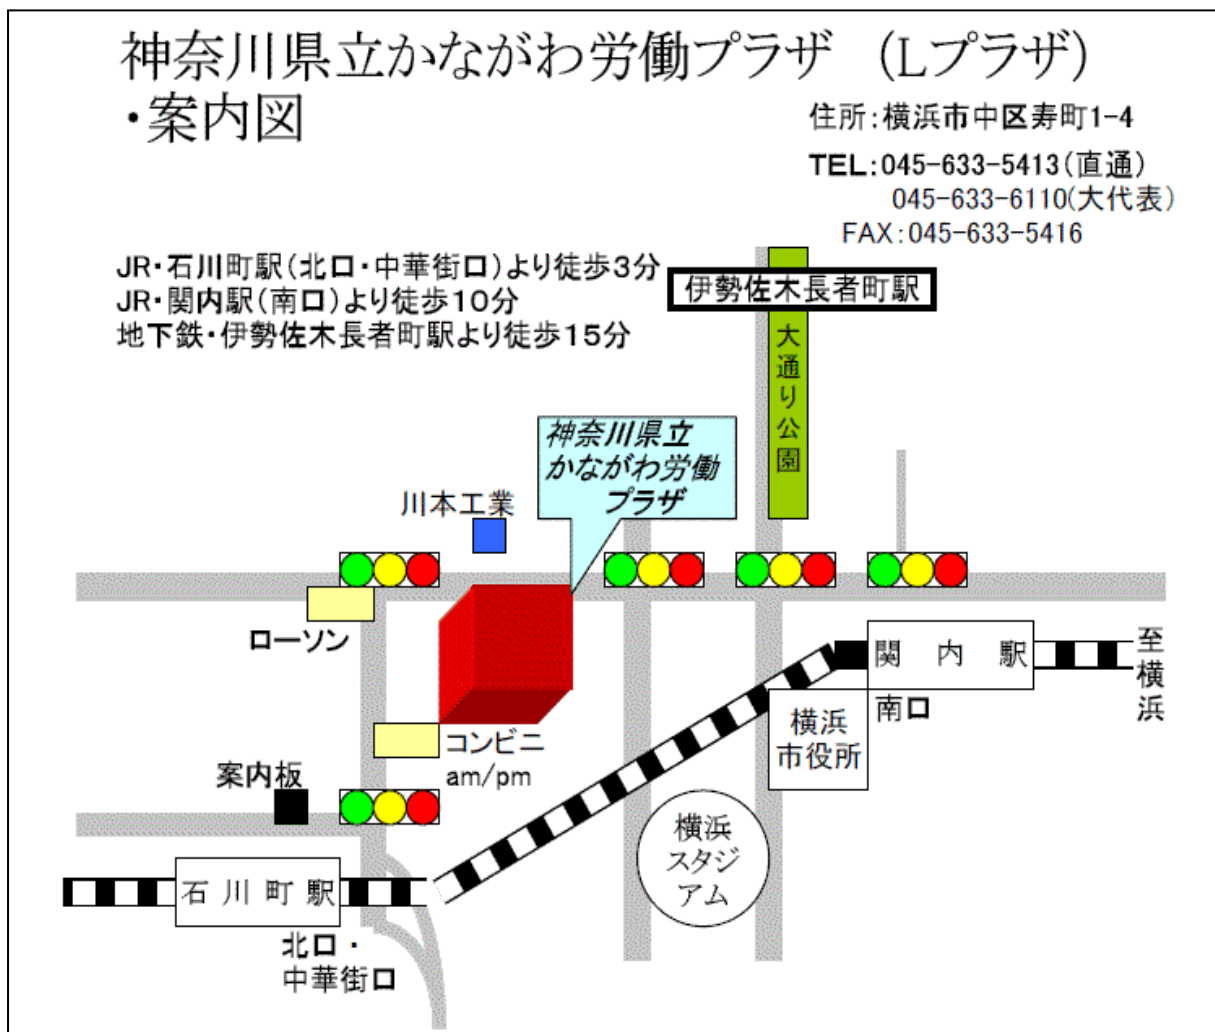 神奈川県立かながわ労働プラザ （Lプラザ）
・案内図
住所：横浜市中区寿町1-4
TEL：045-633-5413（直通）
045-633-6110(大代表）
FAX：045-633-5416
JR・石川町駅（北口・中華街口）より徒歩３分
JR・関内駅（南口）より徒歩１０分
地下鉄・伊勢佐木長者町駅より徒歩１５分
伊勢佐木長者町駅
大通り公園
神奈川県立
かながわ労働
プラザ
川本工業
ローソン
関内駅
至横浜
南口
横浜
市役所
コンビニ
am/pm
案内板
横浜
スタジ
アム
石川町駅
北口・
中華街口